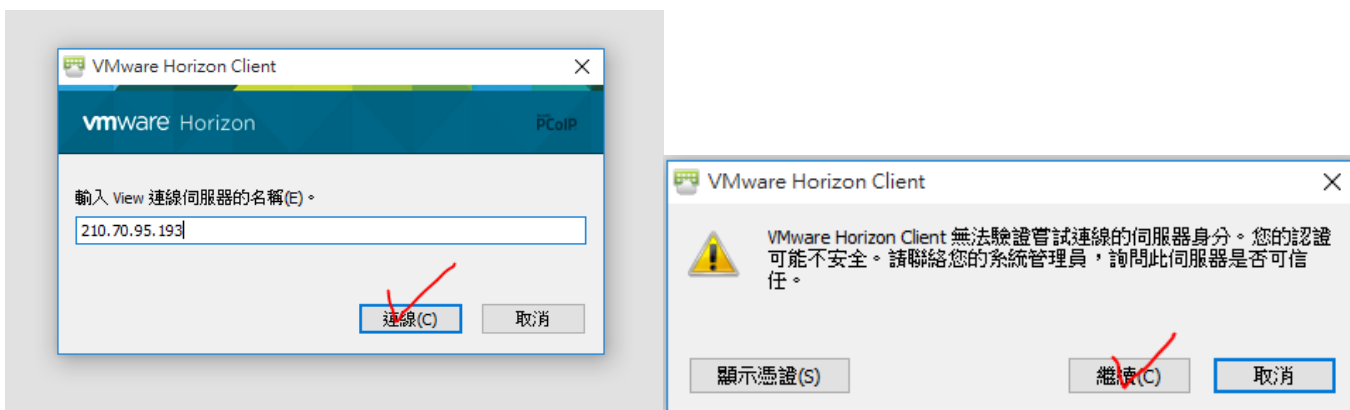 VMware Horizon Client
vmware Horizon
PCoIP
輸入 View 連線伺服器的名稱(E)。
210.70.95.193
連線(C)
取消
VMware Horizon Client
VMware Horizon Client 無法驗證嘗試連線的伺服器身分。您的認證
可能不安全。請聯絡您的系統管理員，詢問此伺服器是否可信
任。
顯示憑證(S)
繼續(C)
取消